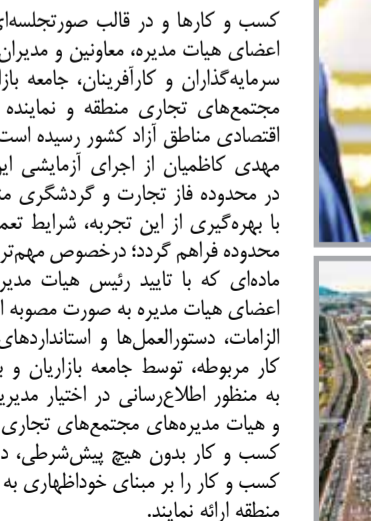 کسب و کارها و در قالب صورتجلسه‌ای
اعضای هیات مدیره، معاونین و مدیران
سرمایه‌گذاران و کارآفرینان، جامعه بازا
مجتمع‌های تجاری منطقه و نماینده
اقتصادی مناطق آزاد کشور رسیده است
مهدی کاظمیان از اجرای آزمایشی این
در محدوده فاز تجارت و گردشگری من
با بهره‌گیری از این تجربه، شرایط تعم
محدوده فراهم گردد؛ درخصوص مهم‌تر
ماده‌ای که با تایید رئیس هیات مدیر
اعضای هیات مدیره به صورت مصوبه ا
الزامات، دستورالعمل‌ها و استانداردهای
کار مربوطه، توسط جامعه بازاریان و ب
به منظور اطلاع‌رسانی در اختیار مدیری
و هیات مدیره‌های مجتمع‌های تجاری
کسب و کار بدون هیچ پیش‌شرطی، د
کسب و کار را بر مبنای خوداظهاری به
منطقه ارائه نمایند.